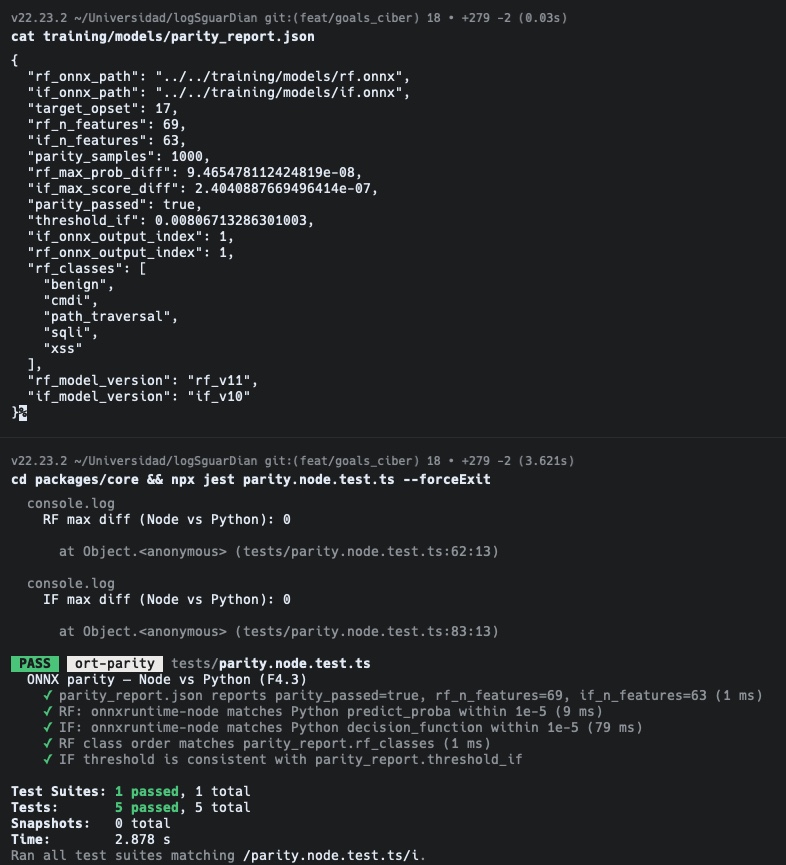 v22.23.2 ~/Universidad/logSguarDian git:(feat/goals_ciber) 18 • +279 -2 (0.03s)
cat training/models/parity_report.json
{
  "rf_onnx_path": "../../training/models/rf.onnx",
  "if_onnx_path": "../../training/models/if.onnx",
  "target_opset": 17,
  "rf_n_features": 69,
  "if_n_features": 63,
  "parity_samples": 1000,
  "rf_max_prob_diff": 9.465478112424819e-08,
  "if_max_score_diff": 2.4040887669496414e-07,
  "parity_passed": true,
  "threshold_if": 0.00806713286301003,
  "if_onnx_output_index": 1,
  "rf_onnx_output_index": 1,
  "rf_classes": [
    "benign",
    "cmdi",
    "path_traversal",
    "sqli",
    "xss"
  ],
  "rf_model_version": "rf_v11",
  "if_model_version": "if_v10"
}%
v22.23.2 ~/Universidad/logSguarDian git:(feat/goals_ciber) 18 • +279 -2 (3.621s)
cd packages/core && npx jest parity.node.test.ts --forceExit
  console.log
    RF max diff (Node vs Python): 0
      at Object.<anonymous> (tests/parity.node.test.ts:62:13)
  console.log
    IF max diff (Node vs Python): 0
      at Object.<anonymous> (tests/parity.node.test.ts:83:13)
PASS ort-parity tests/parity.node.test.ts
  ONNX parity — Node vs Python (F4.3)
    ✓ parity_report.json reports parity_passed=true, rf_n_features=69, if_n_features=63 (1 ms)
    ✓ RF: onnxruntime-node matches Python predict_proba within 1e-5 (9 ms)
    ✓ IF: onnxruntime-node matches Python decision_function within 1e-5 (79 ms)
    ✓ RF class order matches parity_report.rf_classes (1 ms)
    ✓ IF threshold is consistent with parity_report.threshold_if
Test Suites: 1 passed, 1 total
Tests:       5 passed, 5 total
Snapshots:   0 total
Time:        2.878 s
Ran all test suites matching /parity.node.test.ts/i.